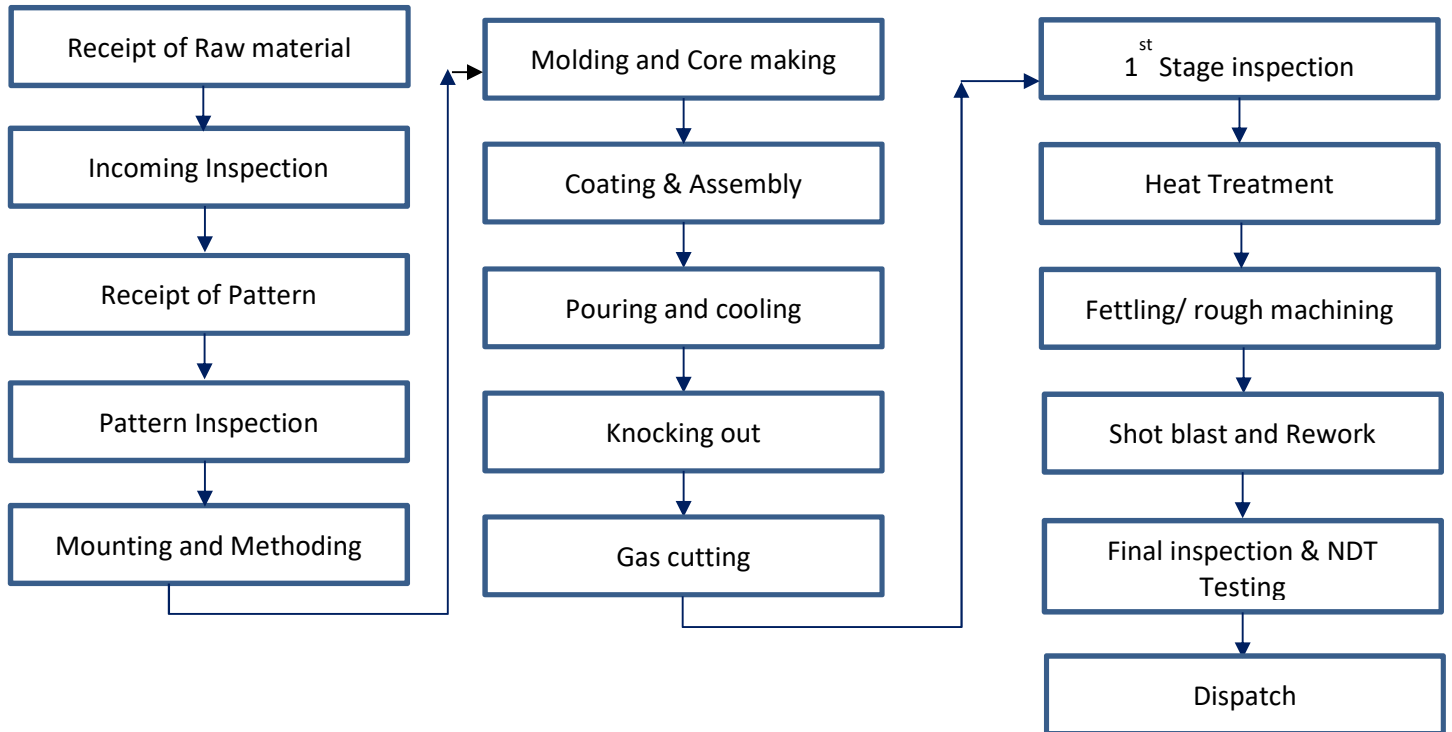 Receipt of Raw material
Incoming Inspection
Receipt of Pattern
Pattern Inspection
Mounting and Methoding
Molding and Core making
Coating & Assembly
Pouring and cooling
Knocking out
Gas cutting
1st Stage inspection
Heat Treatment
Fettling/ rough machining
Shot blast and Rework
Final inspection & NDT
Testing
Dispatch